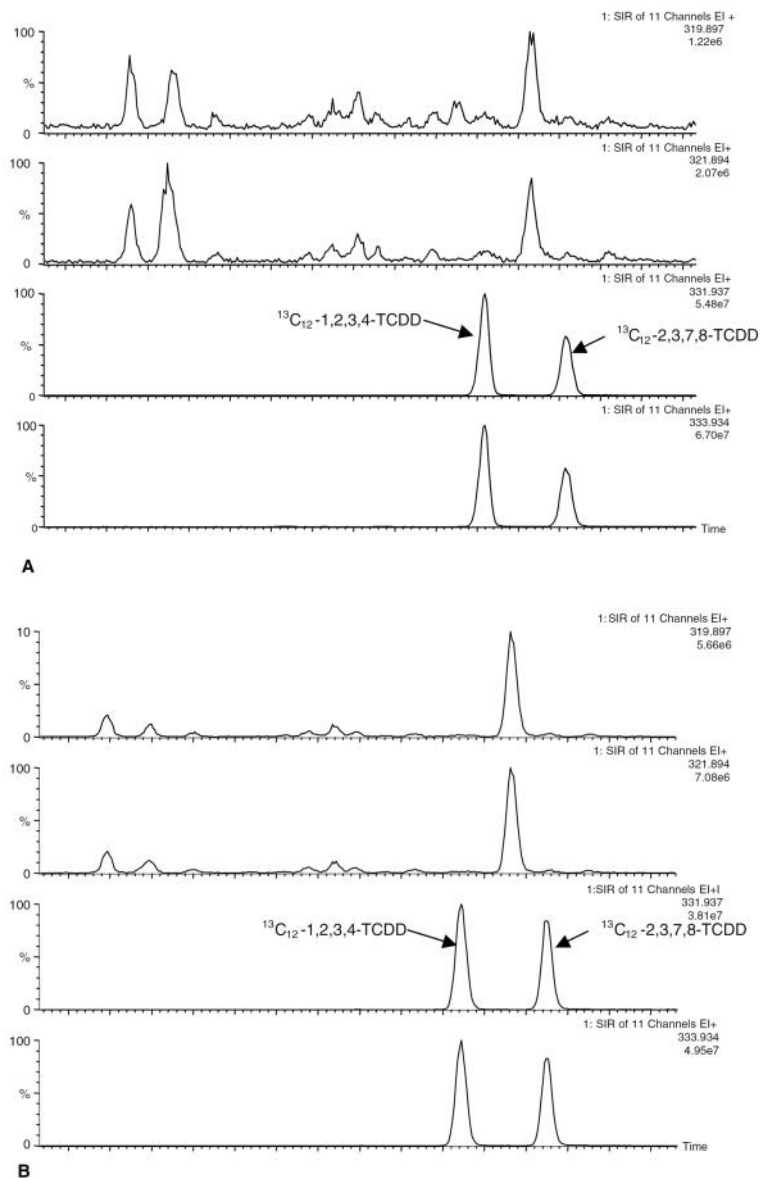 1: SIR of 11 Channels EI +
319.897
1.22e6
100
%
0
1: SIR of 11 Channels EI+
321.894
2.07e6
100
%
0
1: SIR of 11 Channels EI+
331.937
5.48e7
100
%
0
13C12-1,2,3,4-TCDD
13C12-2,3,7,8-TCDD
1: SIR of 11 Channels EI+
333.934
6.70e7
100
%
0
Time
A
1: SIR of 11 Channels EI+
319.897
5.66e6
10
%
0
1: SIR of 11 Channels EI+
321.894
7.08e6
100
%
0
1:SIR of 11 Channels EI+I
331.937
3.81e7
100
%
0
13C12-1,2,3,4-TCDD
13C12-2,3,7,8-TCDD
1: SIR of 11 Channels EI+
333.934
4.95e7
100
%
0
Time
B